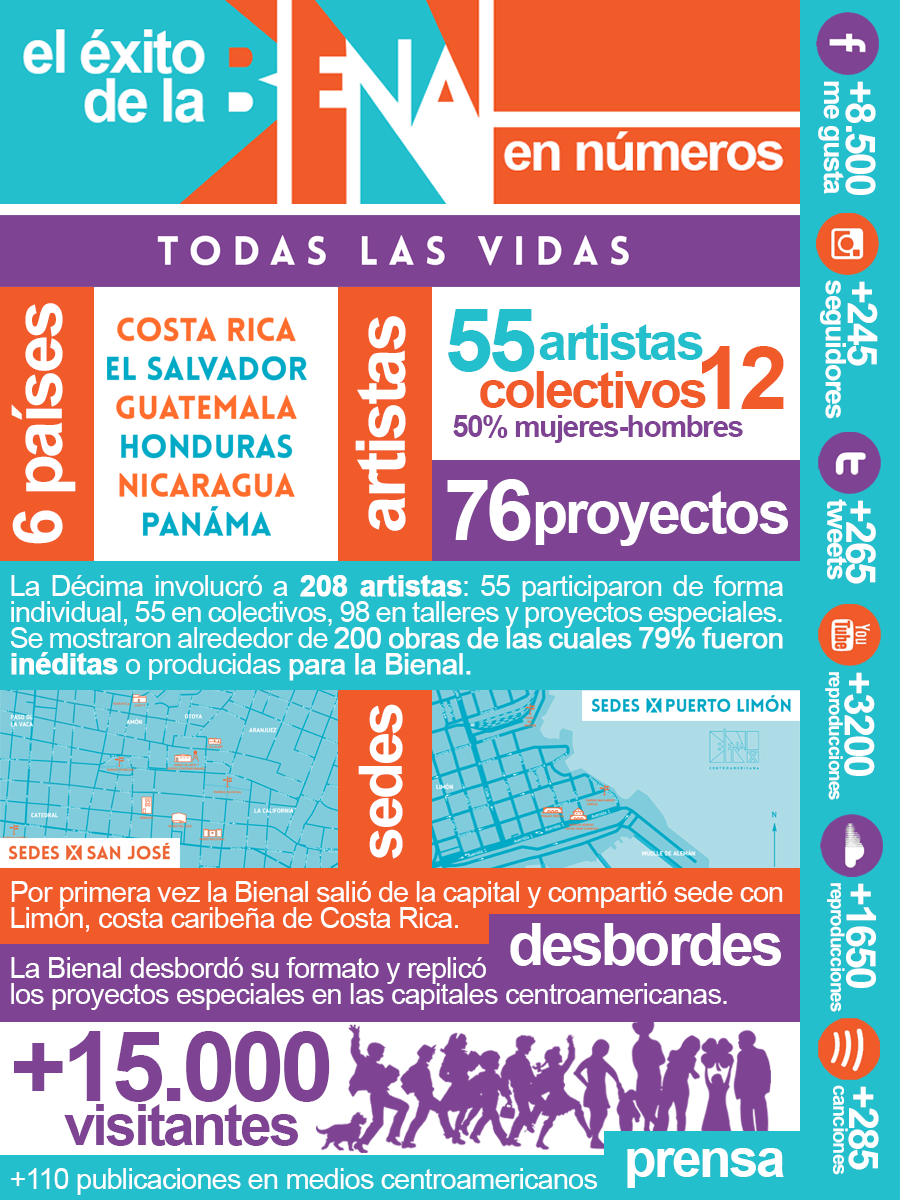 el éxito
de la
BIENAL
en números
TODAS LAS VIDAS
6 países
COSTA RICA
EL SALVADOR
GUATEMALA
HONDURAS
NICARAGUA
PANÁMA
artistas
55 artistas
colectivos 12
50% mujeres-hombres
76 proyectos
La Décima involucró a 208 artistas: 55 participaron de forma
individual, 55 en colectivos, 98 en talleres y proyectos especiales.
Se mostraron alrededor de 200 obras de las cuales 79% fueron
inéditas o producidas para la Bienal.
PASO DE
LA VACA
AMÓN
OTOYA
ARANJUEZ
LA CALIFORNIA
CATEDRAL
SEDES X SAN JOSÉ
sedes
SEDES X PUERTO LIMÓN
CENTROAMERICANA
LIMÓN
N
MUELLE DE ALEMÁN
Por primera vez la Bienal salió de la capital y compartió sede con
Limón, costa caribeña de Costa Rica.
desbordes
La Bienal desbordó su formato y replicó
los proyectos especiales en las capitales centroamericanas.
+15.000
visitantes
prensa
+110 publicaciones en medios centroamericanos
f
+8.500
me gusta
+245
seguidores
t
+265
tweets
You
Tube
+3200
reproducciones
+1650
reproducciones
+285
canciones